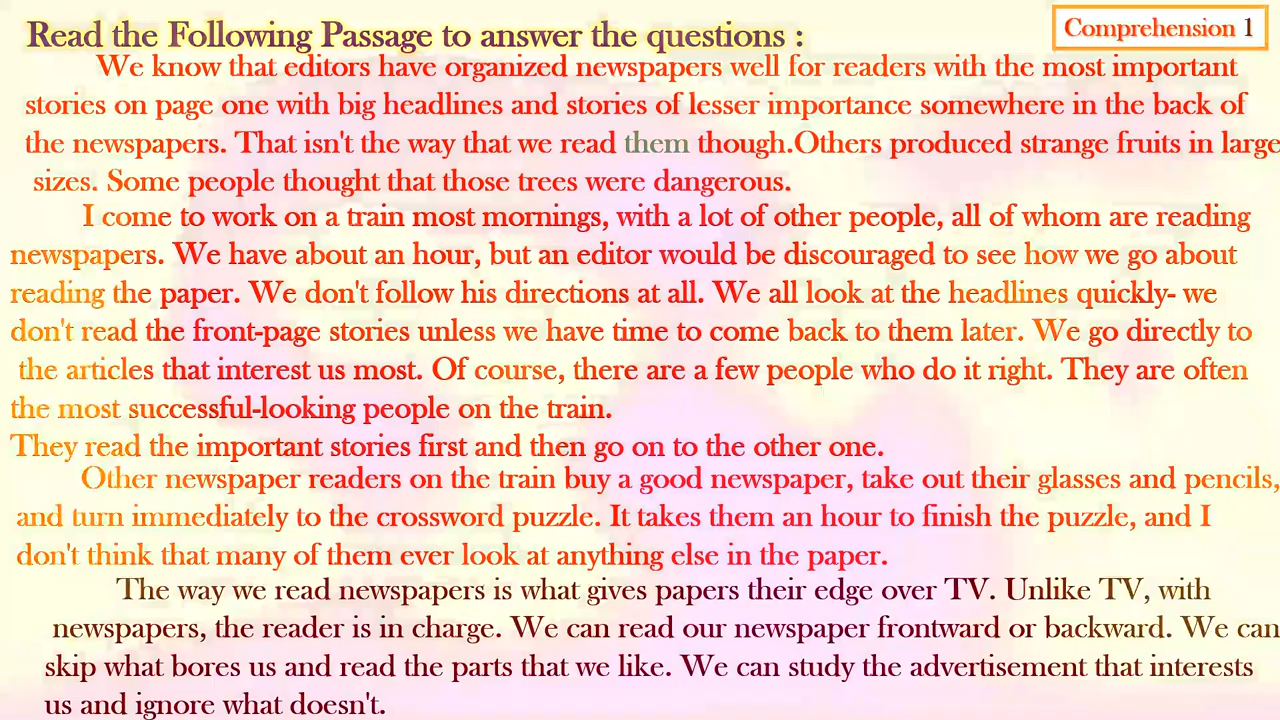 Read the Following Passage to answer the questions :
Comprehension 1
We know that editors have organized newspapers well for readers with the most important
stories on page one with big headlines and stories of lesser importance somewhere in the back of
the newspapers. That isn't the way that we read them though.Others produced strange fruits in large
sizes. Some people thought that those trees were dangerous.
I come to work on a train most mornings, with a lot of other people, all of whom are reading
newspapers. We have about an hour, but an editor would be discouraged to see how we go about
reading the paper. We don't follow his directions at all. We all look at the headlines quickly- we
don't read the front-page stories unless we have time to come back to them later. We go directly to
the articles that interest us most. Of course, there are a few people who do it right. They are often
the most successful-looking people on the train.
They read the important stories first and then go on to the other one.
Other newspaper readers on the train buy a good newspaper, take out their glasses and pencils,
and turn immediately to the crossword puzzle. It takes them an hour to finish the puzzle, and I
don't think that many of them ever look at anything else in the paper.
The way we read newspapers is what gives papers their edge over TV. Unlike TV, with
newspapers, the reader is in charge. We can read our newspaper frontward or backward. We can
skip what bores us and read the parts that we like. We can study the advertisement that interests
us and ignore what doesn't.